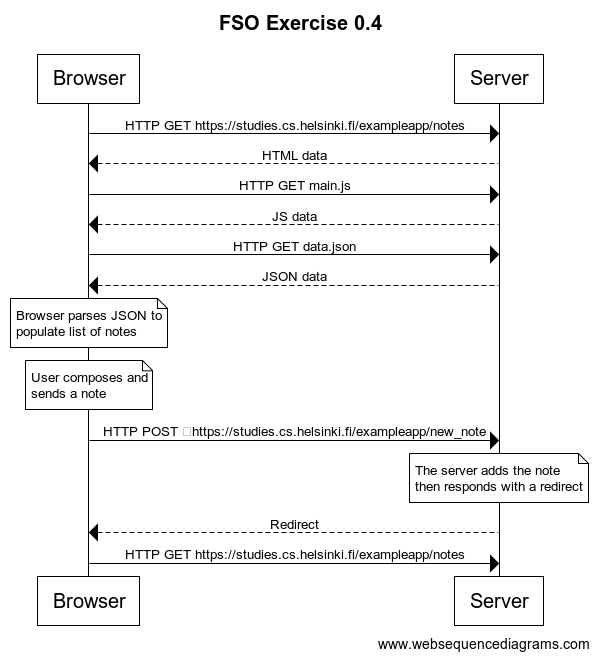 FSO Exercise 0.4
Browser
Server
HTTP GET https://studies.cs.helsinki.fi/exampleapp/notes
HTML data
HTTP GET main.js
JS data
HTTP GET data.json
JSON data
Browser parses JSON to
populate list of notes
User composes and
sends a note
HTTP POST https://studies.cs.helsinki.fi/exampleapp/new_note
The server adds the note
then responds with a redirect
Redirect
HTTP GET https://studies.cs.helsinki.fi/exampleapp/notes
Browser
Server
www.websequencediagrams.com